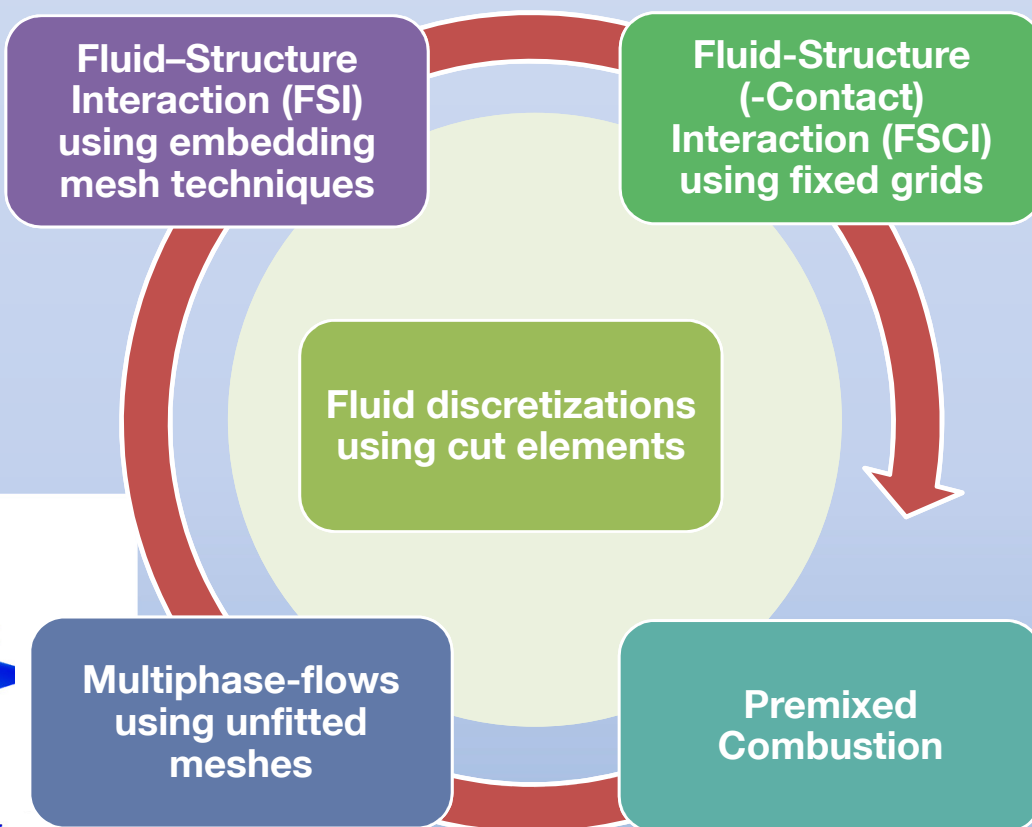 Fluid–Structure
Interaction (FSI)
using embedding
mesh techniques
Fluid-Structure
(-Contact)
Interaction (FSCI)
using fixed grids
Fluid discretizations
using cut elements
Multiphase-flows
using unfitted
meshes
Premixed
Combustion